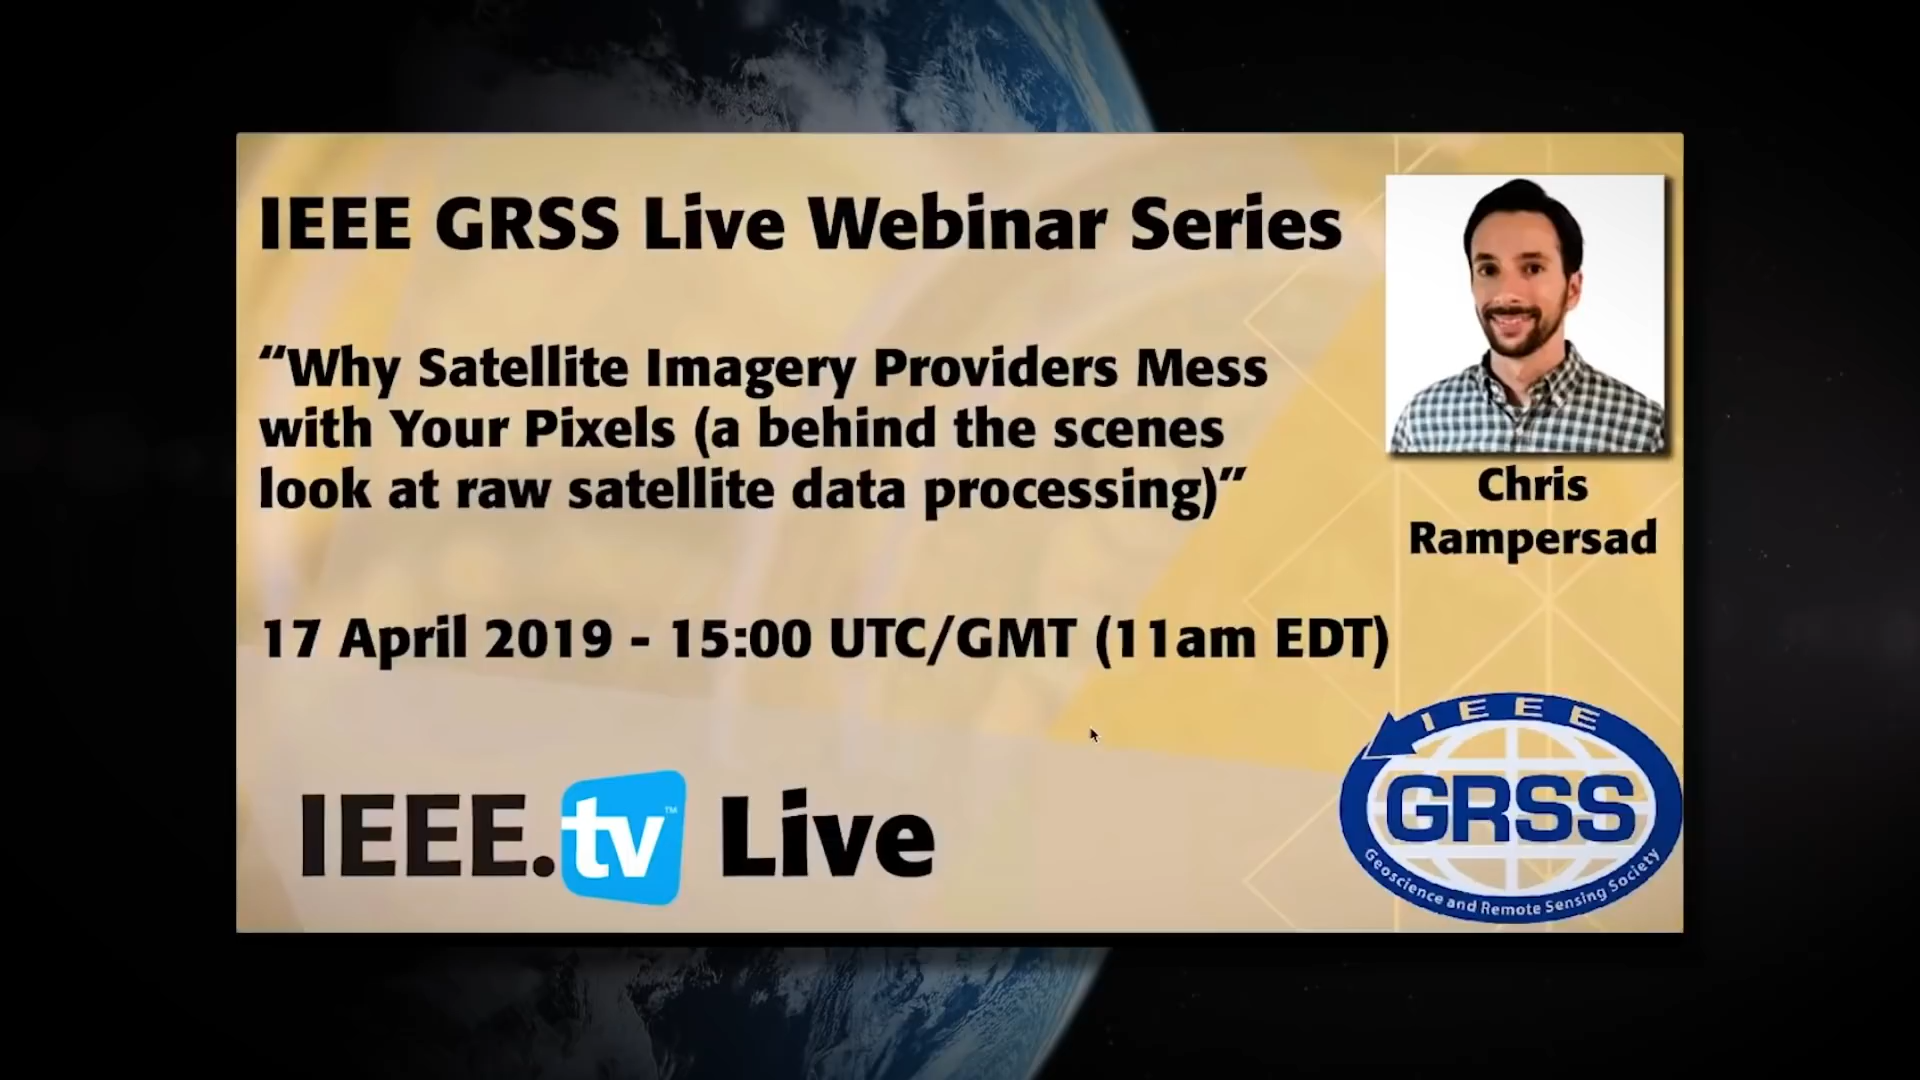 IEEE GRSS Live Webinar Series
“Why Satellite Imagery Providers Mess
with Your Pixels (a behind the scenes
look at raw satellite data processing)”
Chris
Rampersad
17 April 2019 - 15:00 UTC/GMT (11am EDT)
IEEE.tv™ Live
IEEE
GRSS
Geoscience and Remote Sensing Society